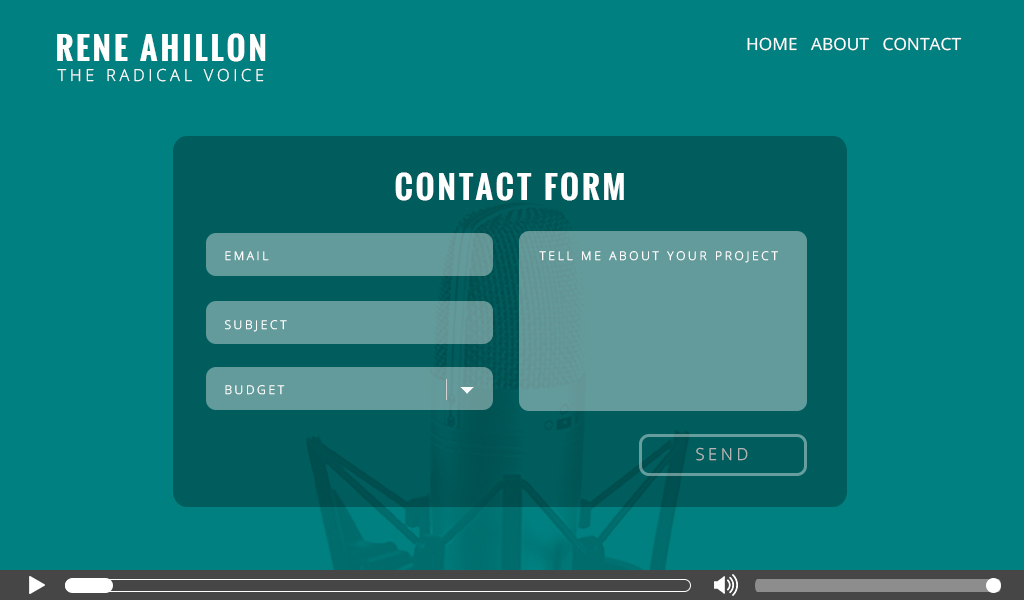 RENE AHILLON
THE RADICAL VOICE
HOME ABOUT CONTACT
CONTACT FORM
EMAIL
SUBJECT
BUDGET
TELL ME ABOUT YOUR PROJECT
SEND